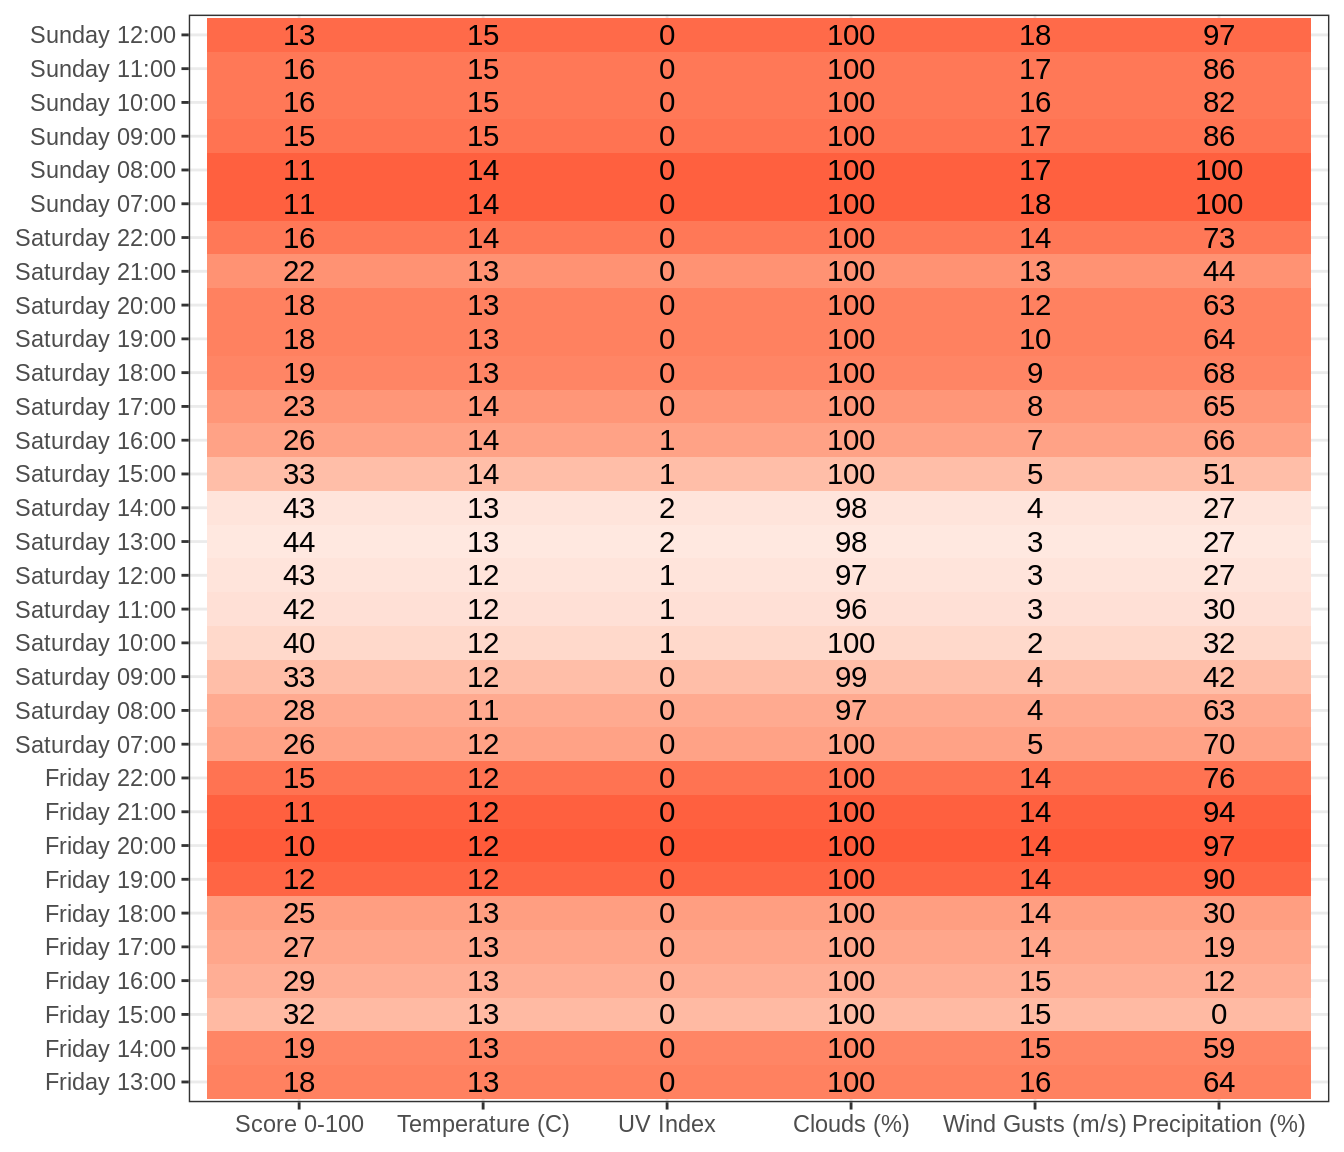 Sunday 12:00 13 15 0 100 18 97
Sunday 11:00 16 15 0 100 17 86
Sunday 10:00 16 15 0 100 16 82
Sunday 09:00 15 15 0 100 17 86
Sunday 08:00 11 14 0 100 17 100
Sunday 07:00 11 14 0 100 18 100
Saturday 22:00 16 14 0 100 14 73
Saturday 21:00 22 13 0 100 13 44
Saturday 20:00 18 13 0 100 12 63
Saturday 19:00 18 13 0 100 10 64
Saturday 18:00 19 13 0 100 9 68
Saturday 17:00 23 14 0 100 8 65
Saturday 16:00 26 14 1 100 7 66
Saturday 15:00 33 14 1 100 5 51
Saturday 14:00 43 13 2 98 4 27
Saturday 13:00 44 13 2 98 3 27
Saturday 12:00 43 12 1 97 3 27
Saturday 11:00 42 12 1 96 3 30
Saturday 10:00 40 12 1 100 2 32
Saturday 09:00 33 12 0 99 4 42
Saturday 08:00 28 11 0 97 4 63
Saturday 07:00 26 12 0 100 5 70
Friday 22:00 15 12 0 100 14 76
Friday 21:00 11 12 0 100 14 94
Friday 20:00 10 12 0 100 14 97
Friday 19:00 12 12 0 100 14 90
Friday 18:00 25 13 0 100 14 30
Friday 17:00 27 13 0 100 14 19
Friday 16:00 29 13 0 100 15 12
Friday 15:00 32 13 0 100 15 0
Friday 14:00 19 13 0 100 15 59
Friday 13:00 18 13 0 100 16 64
Score 0-100 Temperature (C) UV Index Clouds (%) Wind Gusts (m/s) Precipitation (%)